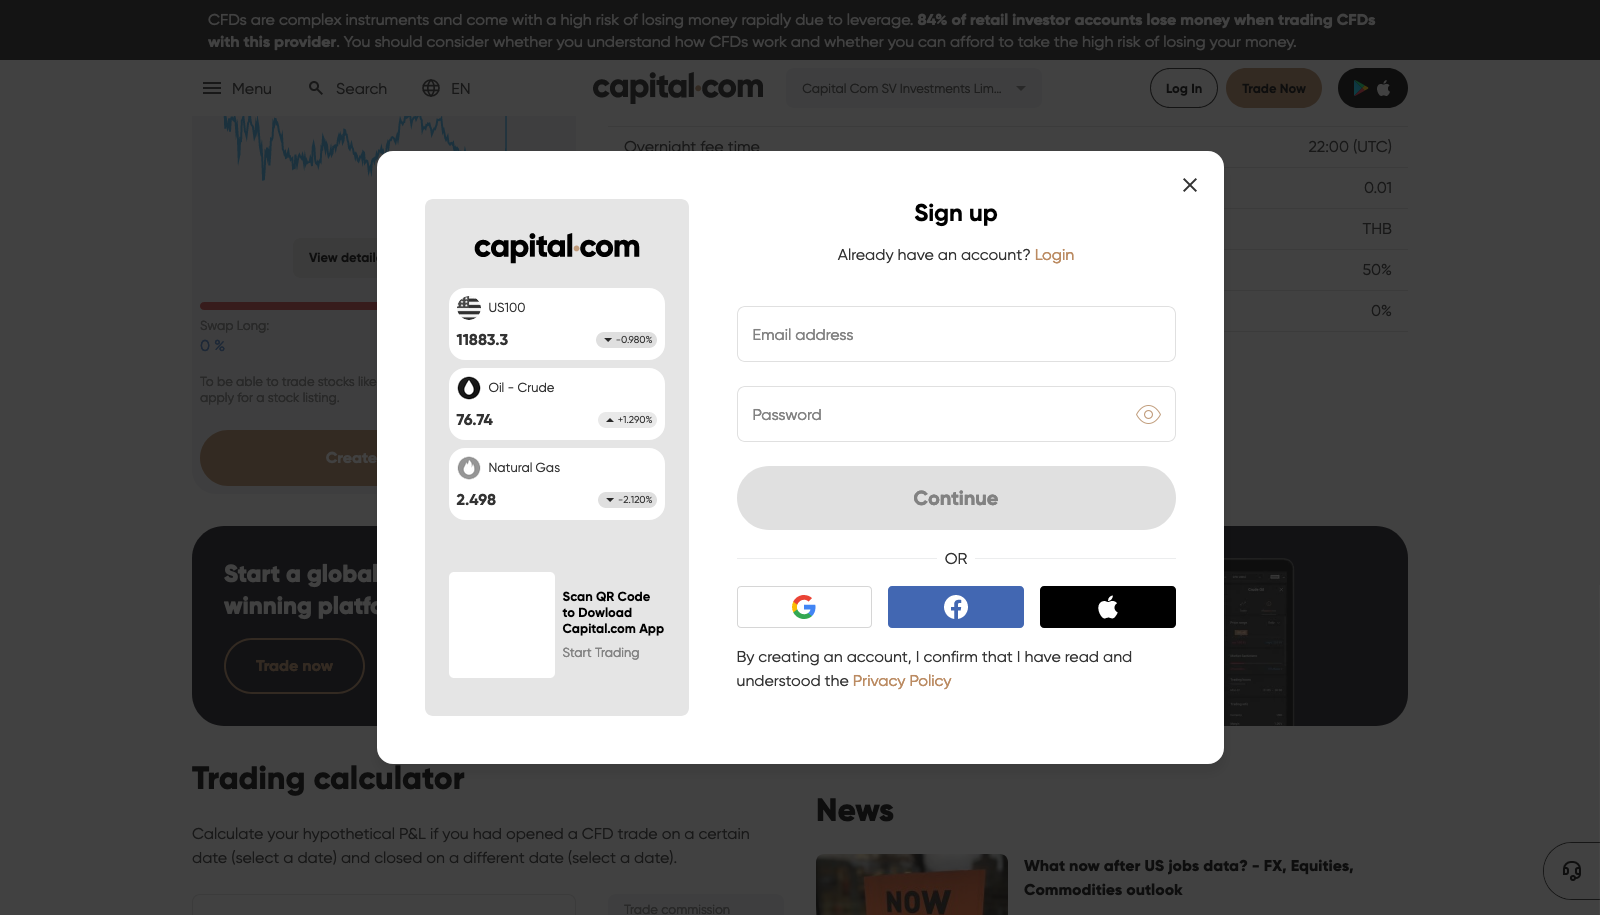 CFDs are complex instruments and come with a high risk of losing money rapidly due to leverage. 84% of retail investor accounts lose money when trading CFDs
with this provider. You should consider whether you understand how CFDs work and whether you can afford to take the high risk of losing your money.
Menu
Search
EN
capital.com
Capital Com SV Investments Lim...
Log In
Trade Now
Overnight fee time
22:00 (UTC)
0.01
THB
50%
0%
View details
Swap Long:
0 %
To be able to trade stocks like
apply for a stock listing.
Create
Start a global
winning platfo
Trade now
capital.com
US100
11883.3
-0.980%
Oil - Crude
76.74
+1.290%
Natural Gas
2.498
-2.120%
Scan QR Code
to Dowload
Capital.com App
Start Trading
Sign up
Already have an account? Login
Email address
Password
Continue
OR
By creating an account, I confirm that I have read and
understood the Privacy Policy
Trading calculator
Calculate your hypothetical P&L if you had opened a CFD trade on a certain
date (select a date) and closed on a different date (select a date).
Trade commission
News
NOW
What now after US jobs data? - FX, Equities,
Commodities outlook